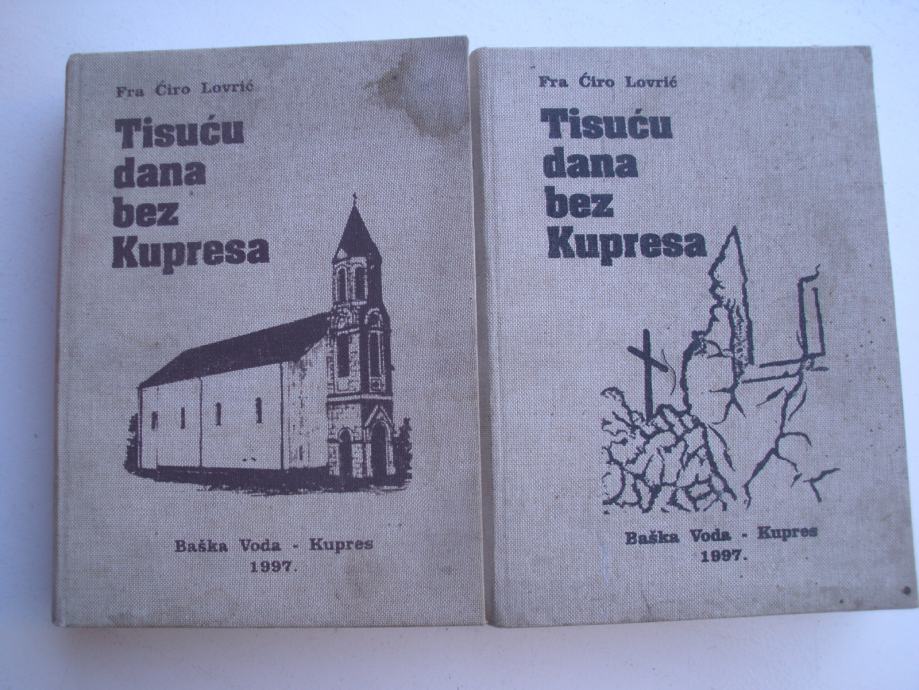 Fra Ćiro Lovrić
Tisuću
dana
bez
Kupresa
Baška Voda - Kupres
1997.
Fra Ćiro Lovrić
Tisuću
dana
bez
Kupresa
Baška Voda - Kupres
1997.